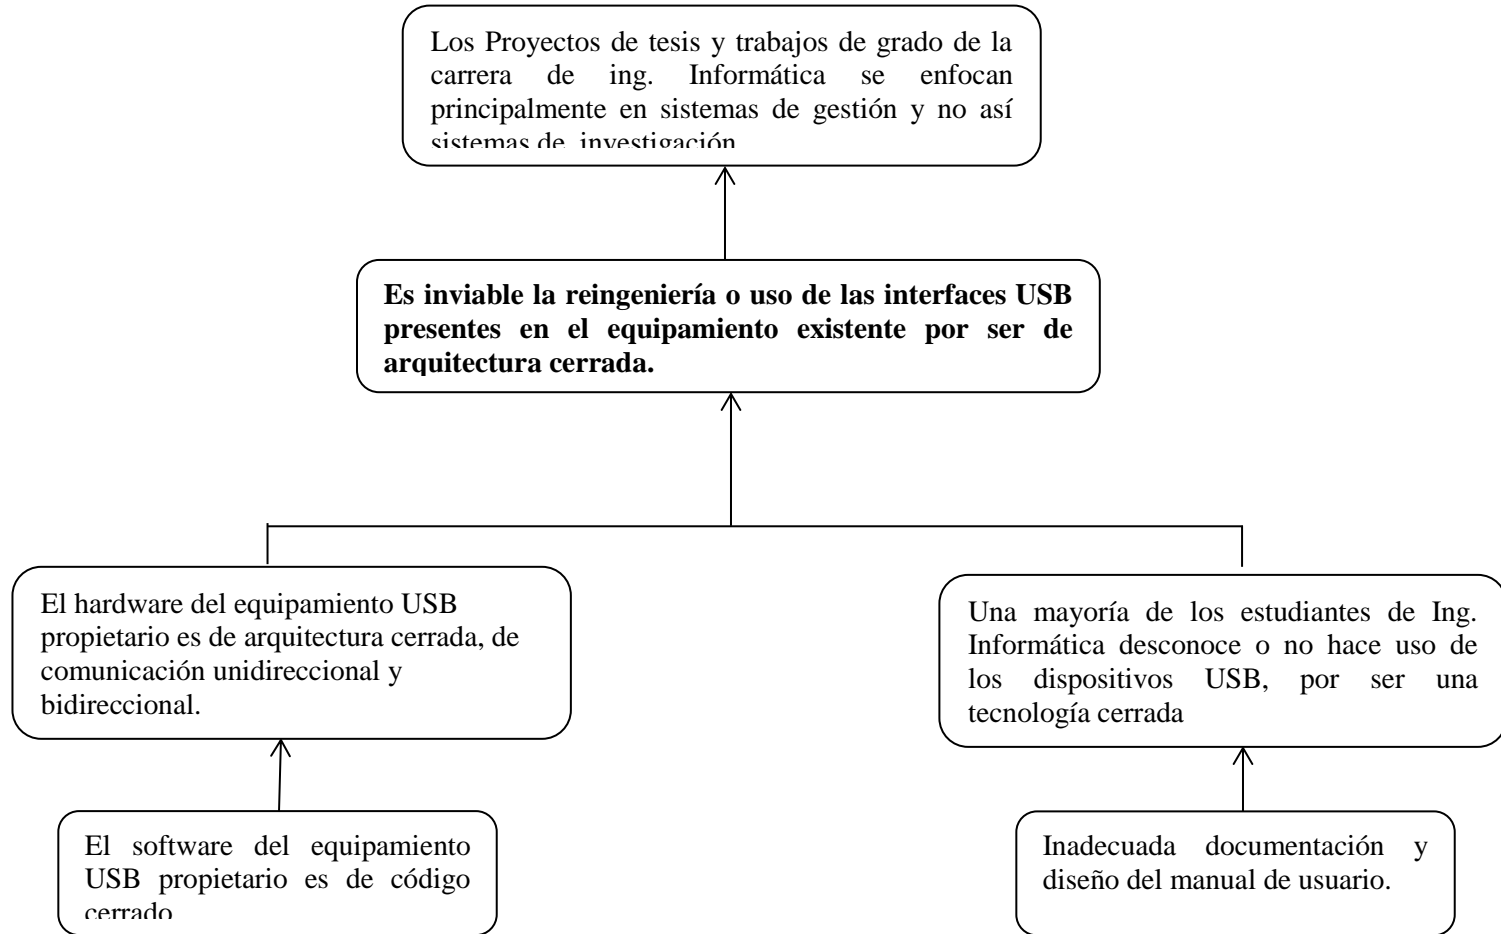 Los Proyectos de tesis y trabajos de grado de la
carrera de ing. Informática se enfocan
principalmente en sistemas de gestión y no así
sistemas de investigación
Es inviable la reingeniería o uso de las interfaces USB
presentes en el equipamiento existente por ser de
arquitectura cerrada.
El hardware del equipamiento USB
propietario es de arquitectura cerrada, de
comunicación unidireccional y
bidireccional.
Una mayoría de los estudiantes de Ing.
Informática desconoce o no hace uso de
los dispositivos USB, por ser una
tecnología cerrada
El software del equipamiento
USB propietario es de código
cerrado
Inadecuada documentación y
diseño del manual de usuario.